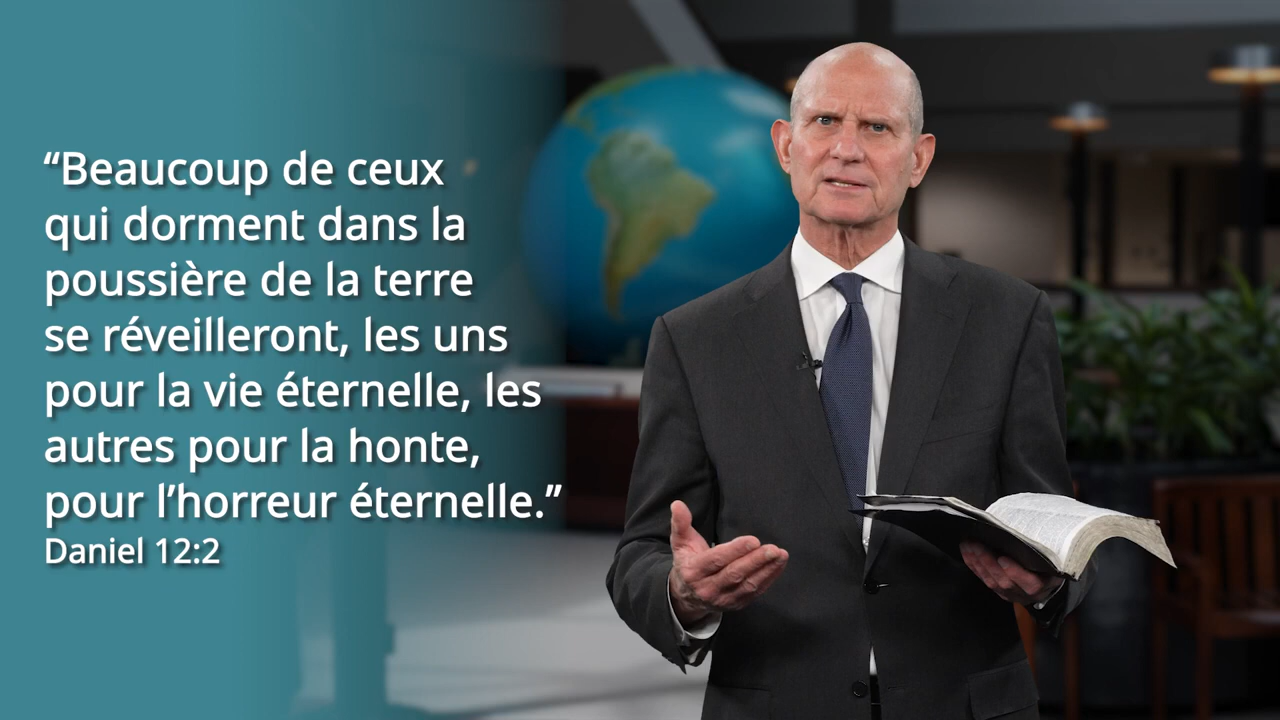 “Beaucoup de ceux
qui dorment dans la
poussière de la terre
se réveilleront, les uns
pour la vie éternelle, les
autres pour la honte,
pour l’horreur éternelle.”
Daniel 12:2